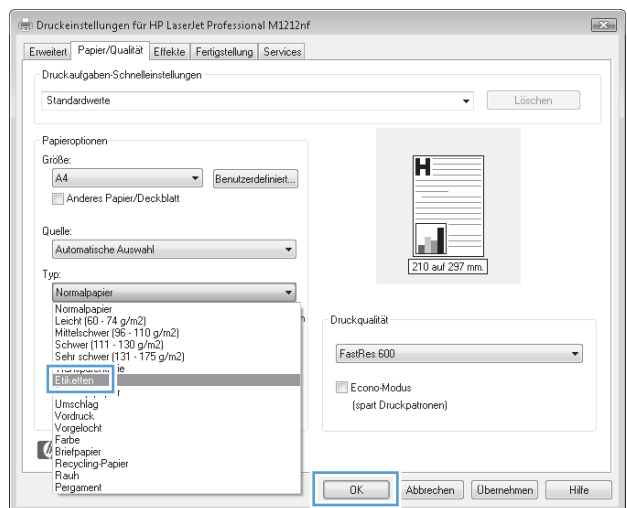 Druckeinstellungen für HP LaserJet Professional M1212nf
Erweitert Papier/Qualität Effekte Fertigstellung Services
Druckaufgaben-Schnelleinstellungen
Standardwerte Löschen
Papieroptionen
Größe:
A4 Benutzerdefiniert...
Anderes Papier/Deckblatt
Quelle:
Automatische Auswahl
Typ:
Normalpapier
Normalpapier
Leicht (60 - 74 g/m2)
Mittelschwer (96 - 110 g/m2)
Schwer (111 - 130 g/m2)
Sehr schwer (131 - 175 g/m2)
Etiketten
Umschlag
Vordruck
Vorgelocht
Farbe
Briefpapier
Recycling-Papier
Rauh
Pergament
H
210 auf 297 mm.
Druckqualität
FastRes 600
Econo-Modus
(spart Druckpatronen)
OK Abbrechen Übernehmen Hilfe